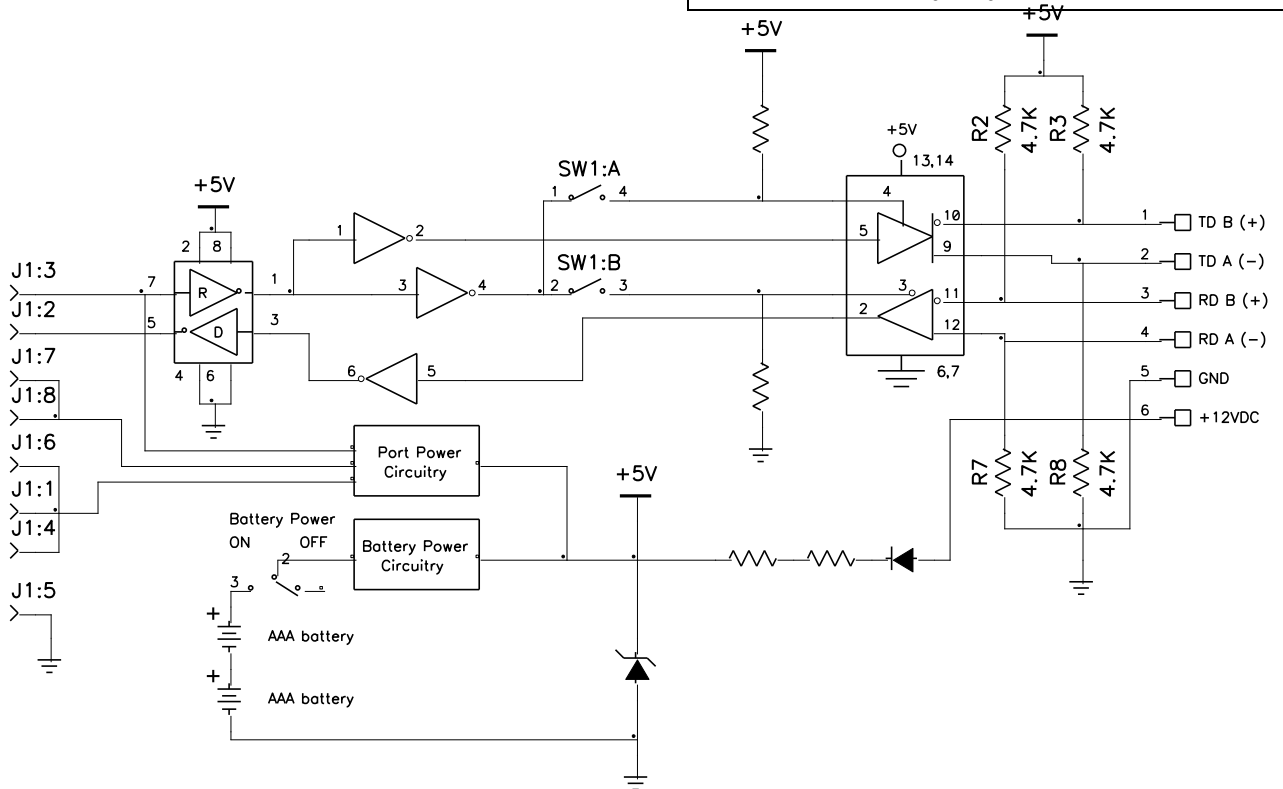 +5V
+5V
R2
4.7K
R3
4.7K
+5V
13,14
SW1:A
1
4
4
+5V
2
8
1
2
5
10
9
1
TD B (+)
2
TD A (-)
J1:3
7
R
1
3
4
SW1:B
2
3
3
11
3
RD B (+)
J1:2
5
D
3
2
12
4
RD A (-)
J1:7
4
6
6
5
6,7
5
GND
J1:8
6
+12VDC
J1:6
Port Power
Circuitry
R7
4.7K
R8
4.7K
J1:1
+5V
J1:4
Battery Power
ON
OFF
2
Battery Power
Circuitry
3
J1:5
+
AAA battery
+
AAA battery